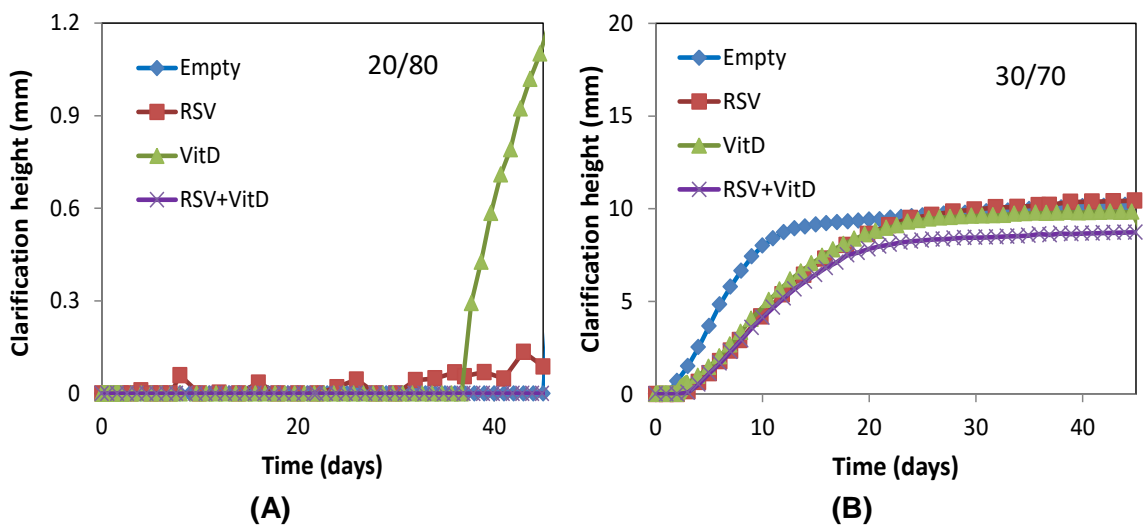 1.2
0.9
0.6
0.3
0
0
20
40
Clarification height (mm)
Time (days)
Empty
RSV
VitD
RSV+VitD
20/80
(A)
20
15
10
5
0
0
10
20
30
40
Clarification height (mm)
Time (days)
Empty
RSV
VitD
RSV+VitD
30/70
(B)